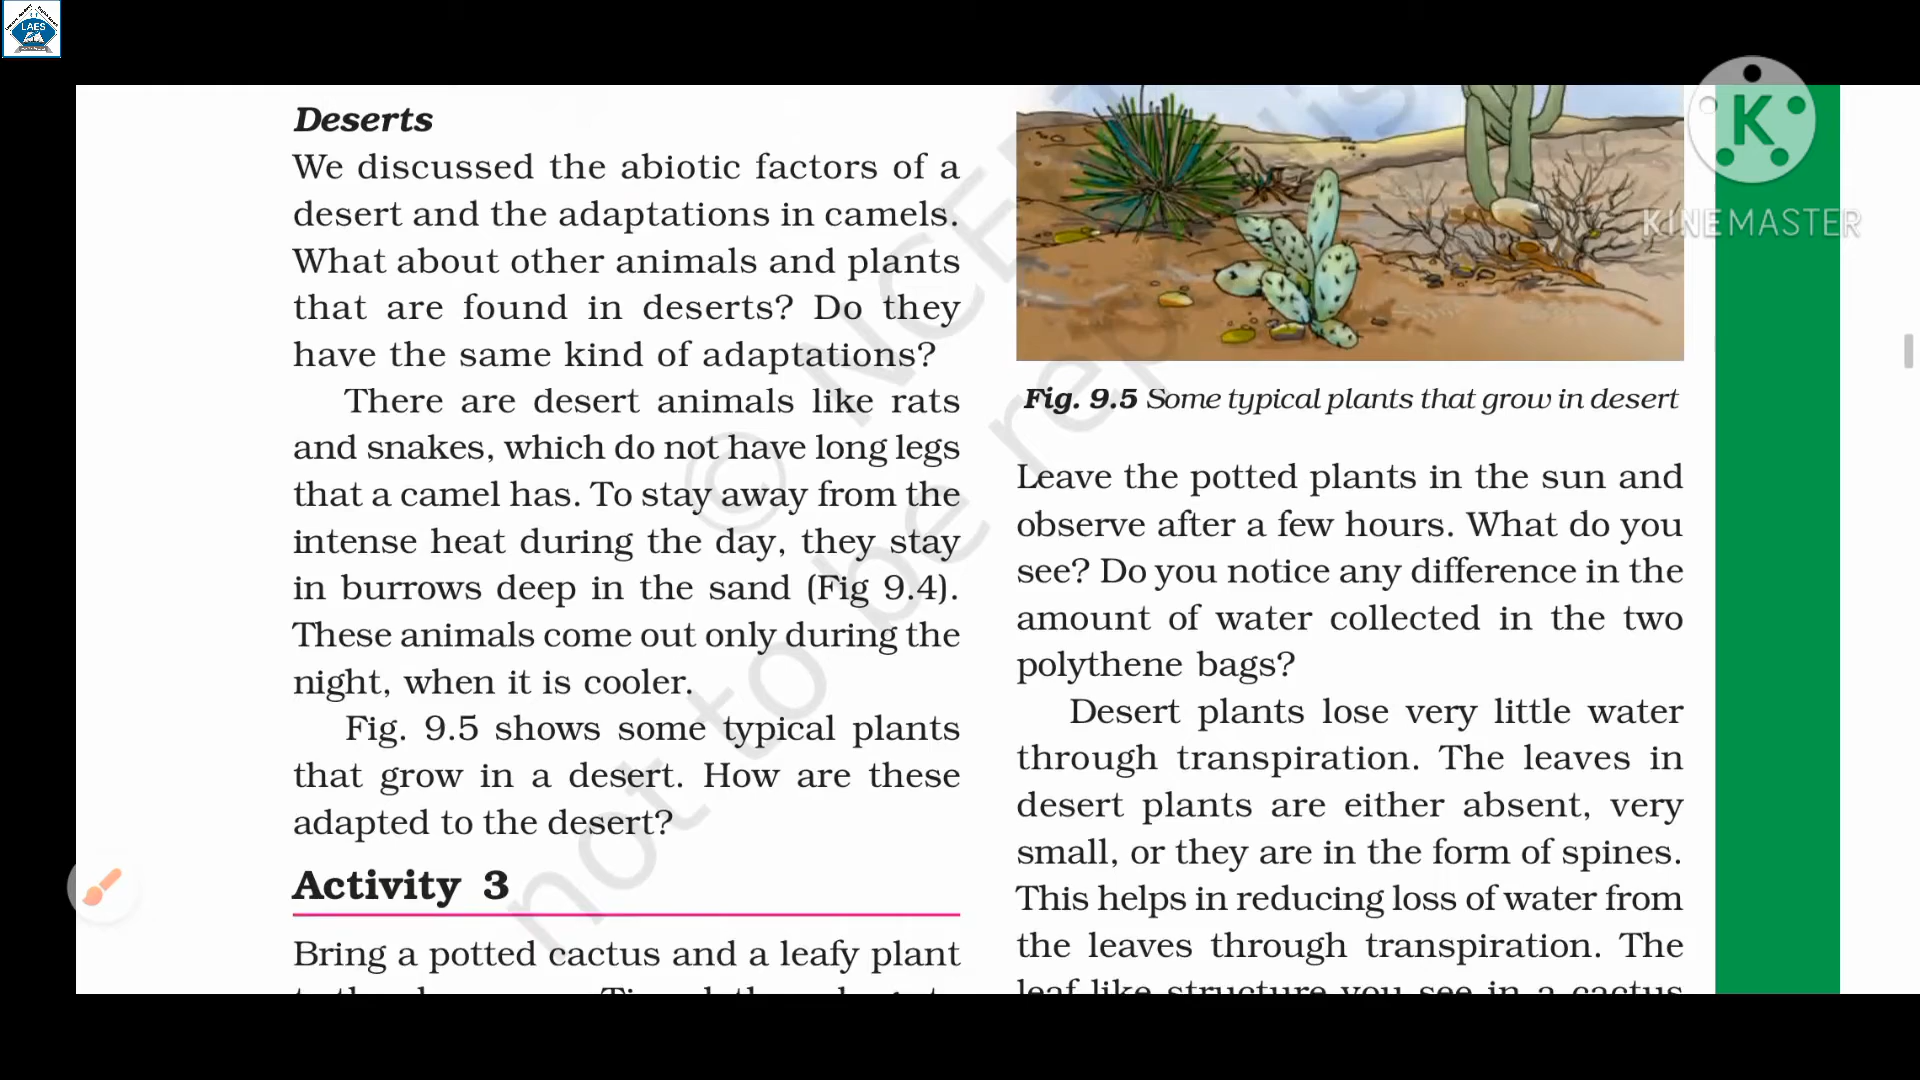 LAES
Deserts
We discussed the abiotic factors of a
desert and the adaptations in camels.
What about other animals and plants
that are found in deserts? Do they
have the same kind of adaptations?
There are desert animals like rats
and snakes, which do not have long legs
that a camel has. To stay away from the
intense heat during the day, they stay
in burrows deep in the sand (Fig 9.4).
These animals come out only during the
night, when it is cooler.
Fig. 9.5 shows some typical plants
that grow in a desert. How are these
adapted to the desert?
Activity 3
Bring a potted cactus and a leafy plant
K
KINEMASTER
Fig. 9.5 Some typical plants that grow in desert
Leave the potted plants in the sun and
observe after a few hours. What do you
see? Do you notice any difference in the
amount of water collected in the two
polythene bags?
Desert plants lose very little water
through transpiration. The leaves in
desert plants are either absent, very
small, or they are in the form of spines.
This helps in reducing loss of water from
the leaves through transpiration. The
leaf-like structure you see in a cactus
©
not to be